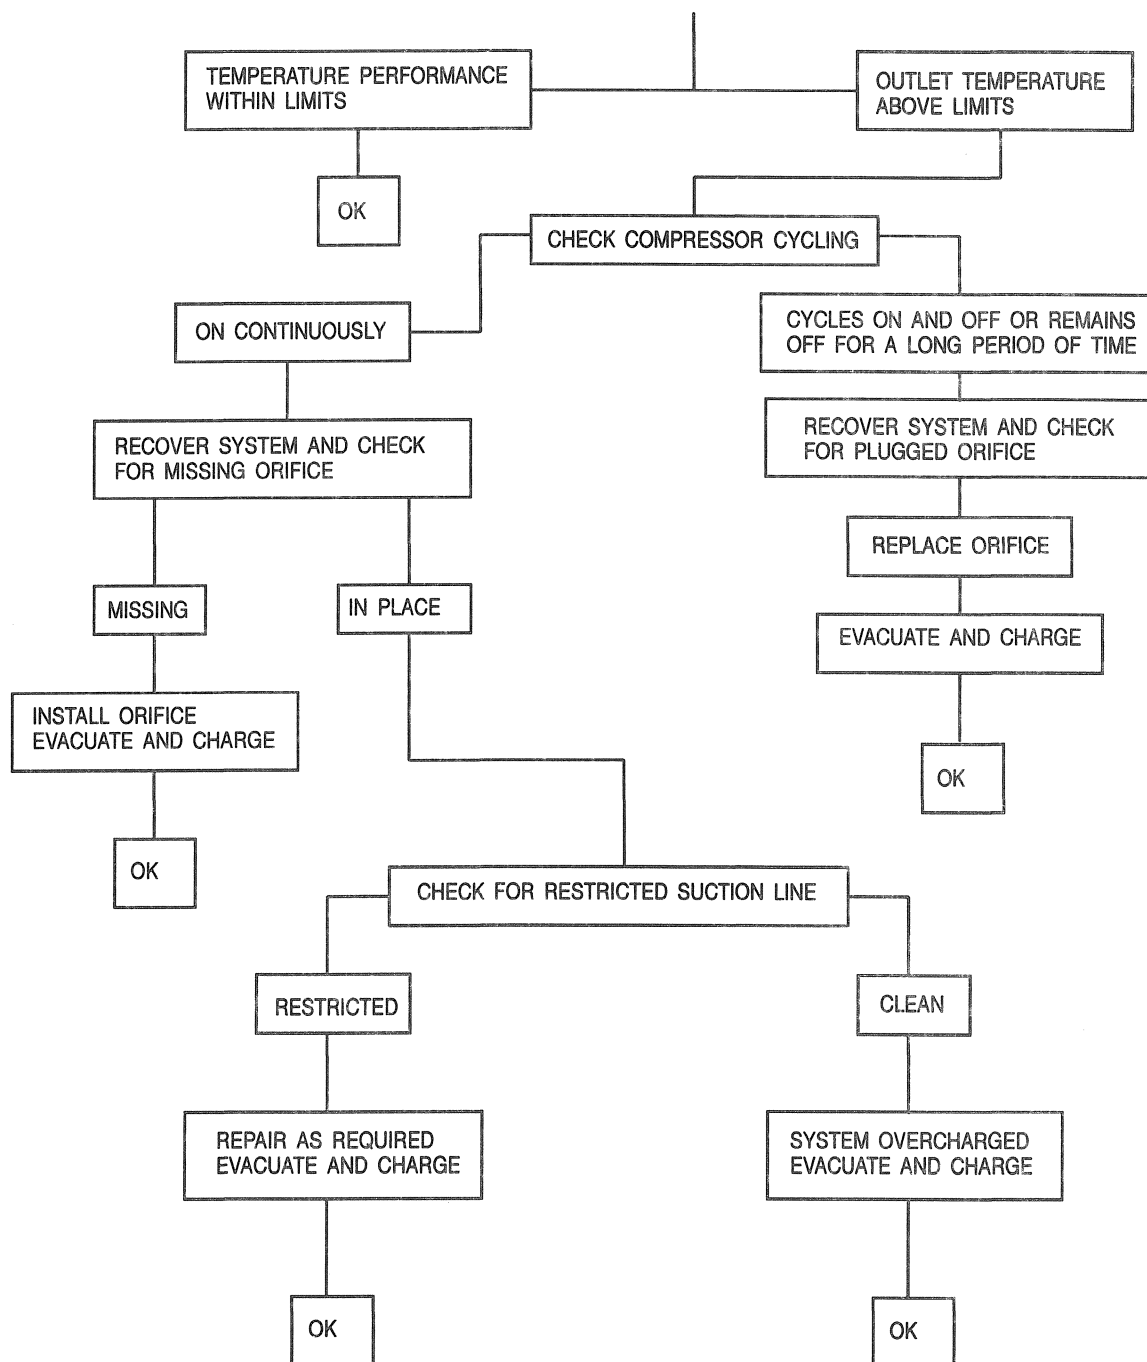 TEMPERATURE PERFORMANCE
WITHIN LIMITS
OUTLET TEMPERATURE
ABOVE LIMITS
OK
CHECK COMPRESSOR CYCLING
ON CONTINUOUSLY
CYCLES ON AND OFF OR REMAINS
OFF FOR A LONG PERIOD OF TIME
RECOVER SYSTEM AND CHECK
FOR MISSING ORIFICE
RECOVER SYSTEM AND CHECK
FOR PLUGGED ORIFICE
REPLACE ORIFICE
MISSING
IN PLACE
EVACUATE AND CHARGE
INSTALL ORIFICE
EVACUATE AND CHARGE
OK
OK
CHECK FOR RESTRICTED SUCTION LINE
RESTRICTED
CLEAN
REPAIR AS REQUIRED
EVACUATE AND CHARGE
SYSTEM OVERCHARGED
EVACUATE AND CHARGE
OK
OK